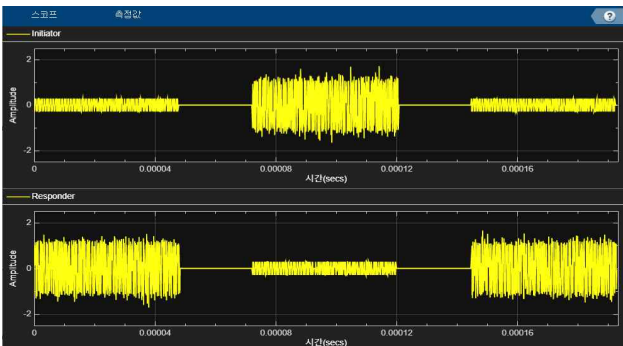 스코프 측정값 ?
Initiator
2
0
-2
Amplitude
0 0.00004 0.00008 0.00012 0.00016
시간(secs)
Responder
2
0
-2
Amplitude
0 0.00004 0.00008 0.00012 0.00016
시간(secs)